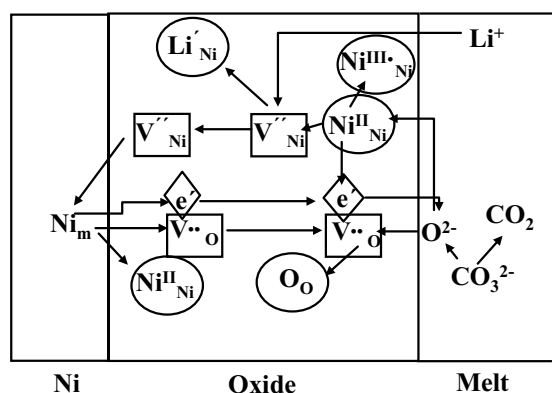 Li´Ni
NiIII•Ni
Li+
V´´Ni
V´´Ni
NiIINi
e´
e´
CO2
Nim
V••O
V••O
O2-
CO32-
NiIINi
OO
Ni
Oxide
Melt